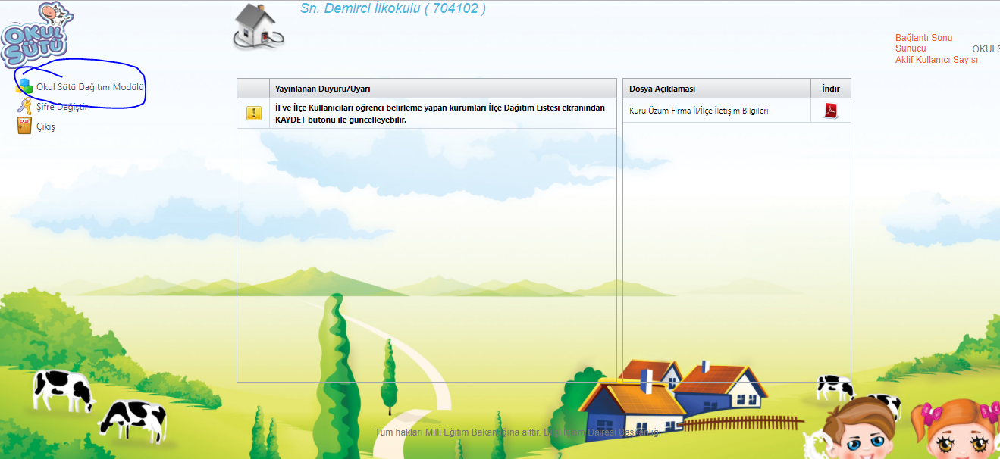 Sn. Demirci İlkokulu ( 704102 )
OKUL
SÜTÜ
Bağlantı Sonu
Sunucu
OKULS
Aktif Kullanıcı Sayısı
Okul Sütü Dağıtım Modülü
Şifre Değiştir
EXIT
Çıkış
Yayınlanan Duyuru/Uyarı
İl ve İlçe Kullanıcıları öğrenci belirleme yapan kurumları İlçe Dağıtım Listesi ekranından
KAYDET butonu ile güncelleyebilir.
Dosya Açıklaması
İndir
Kuru Üzüm Firma İl/İlçe İletişim Bilgileri
Tüm hakları Milli Eğitim Bakanlığına aittir. Bilgi İşlem Dairesi Başkanlığı